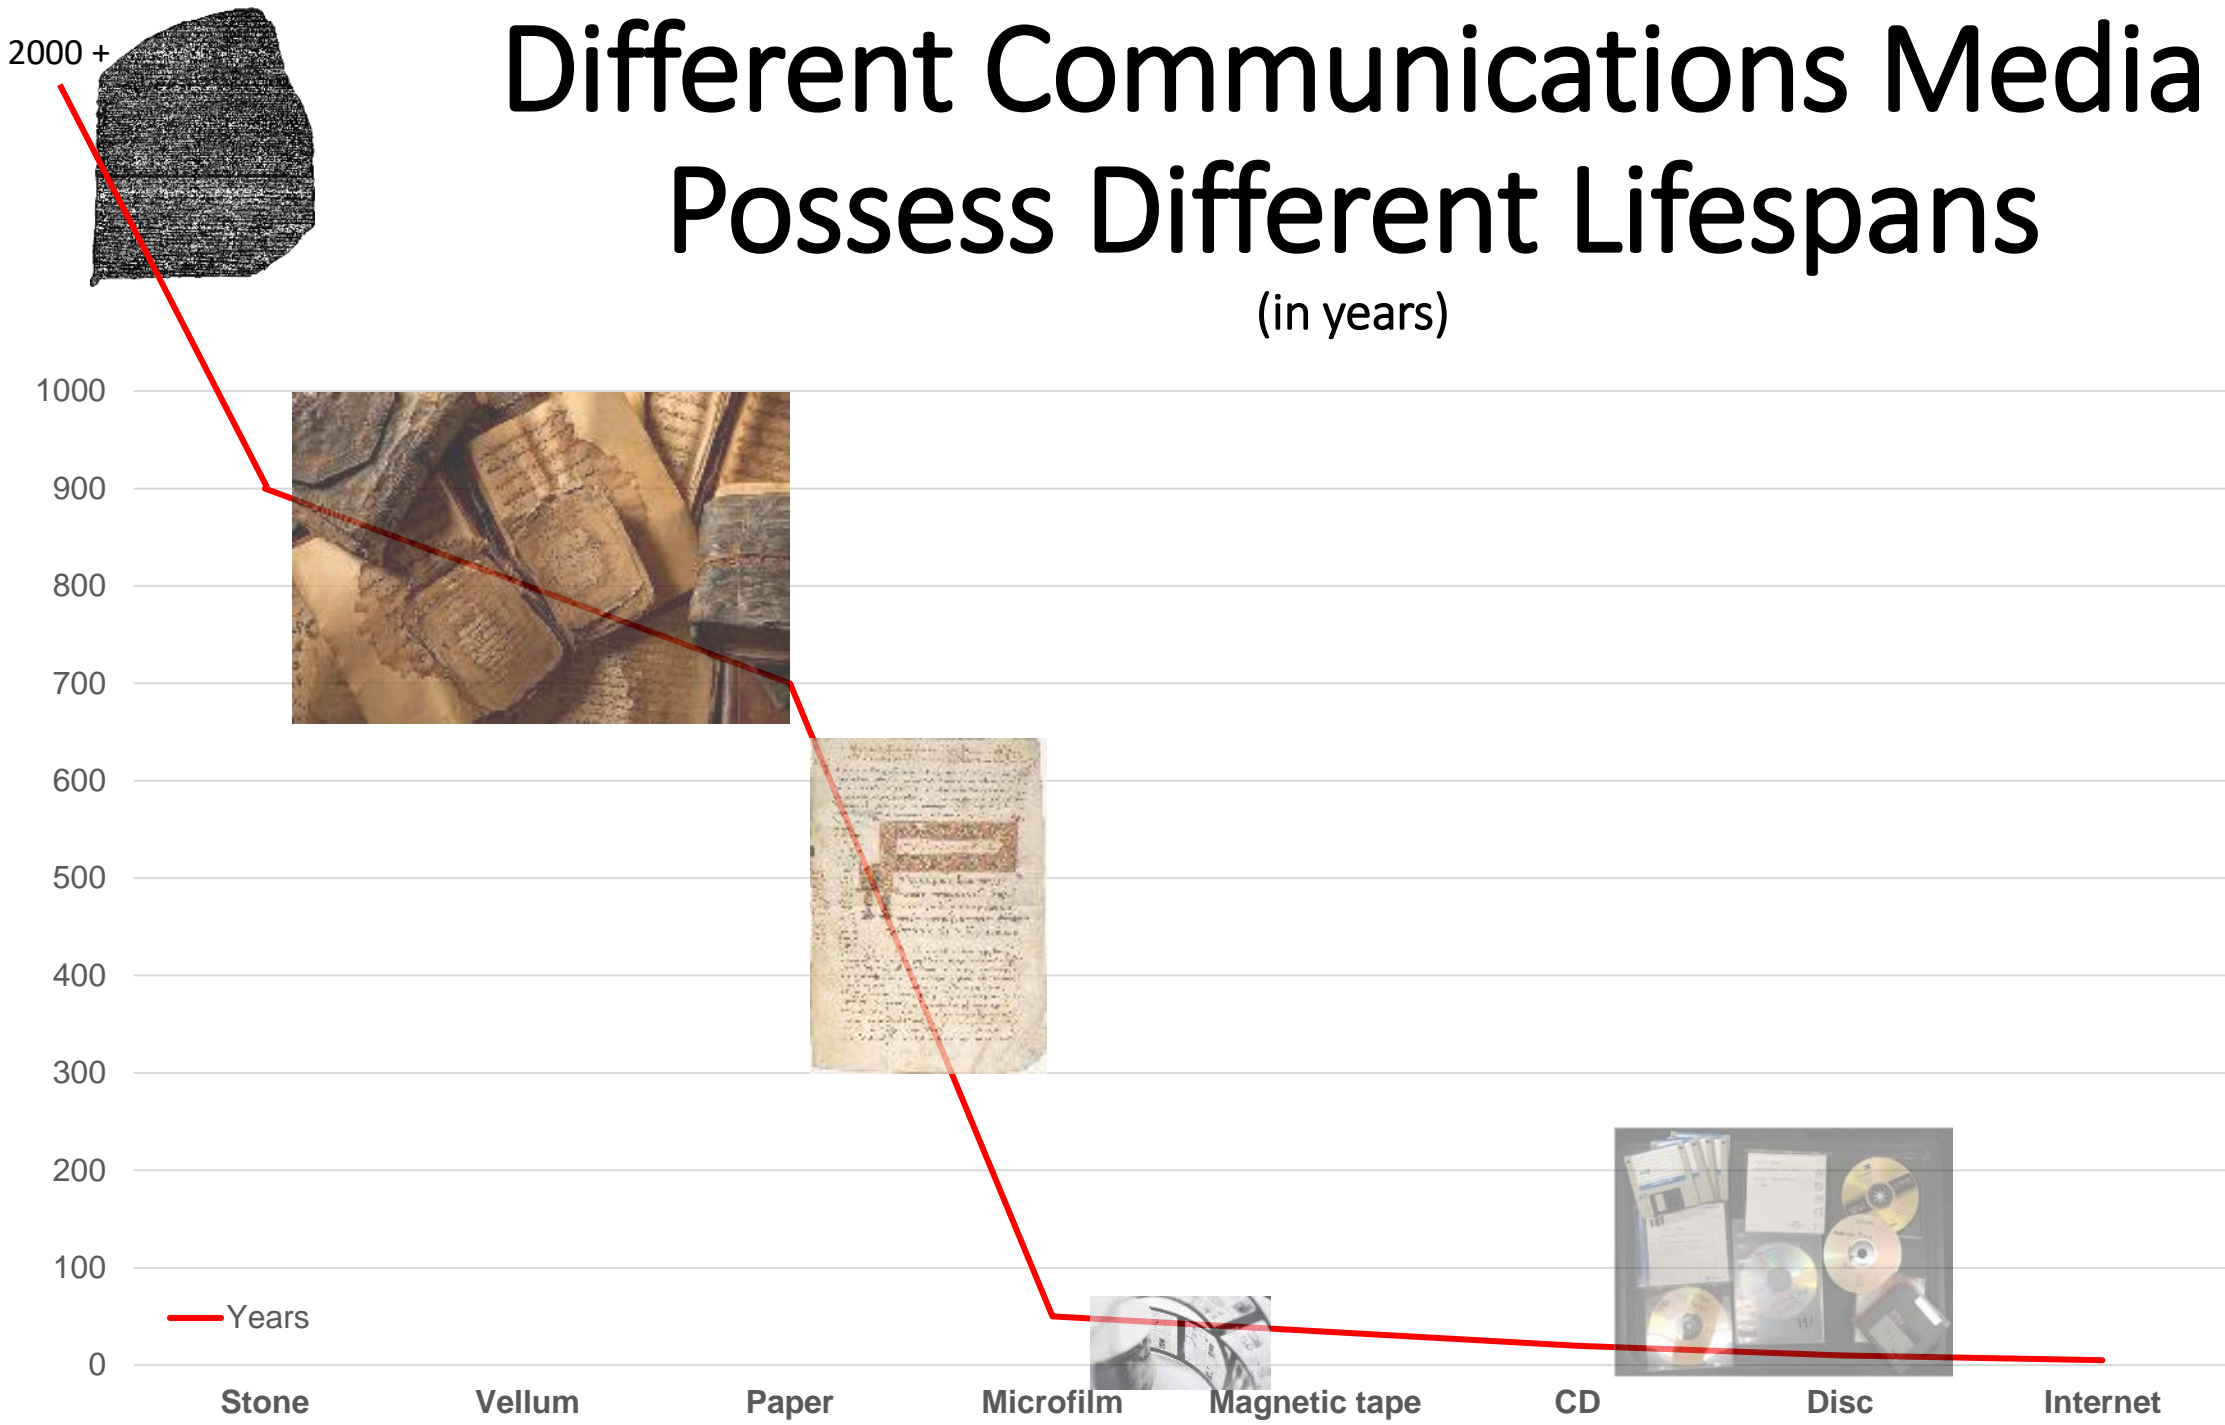 2000 +
Different Communications Media
Possess Different Lifespans
(in years)
1000
900
800
700
600
500
400
300
200
100
0
Years
Stone Vellum Paper Microfilm Magnetic tape CD Disc Internet